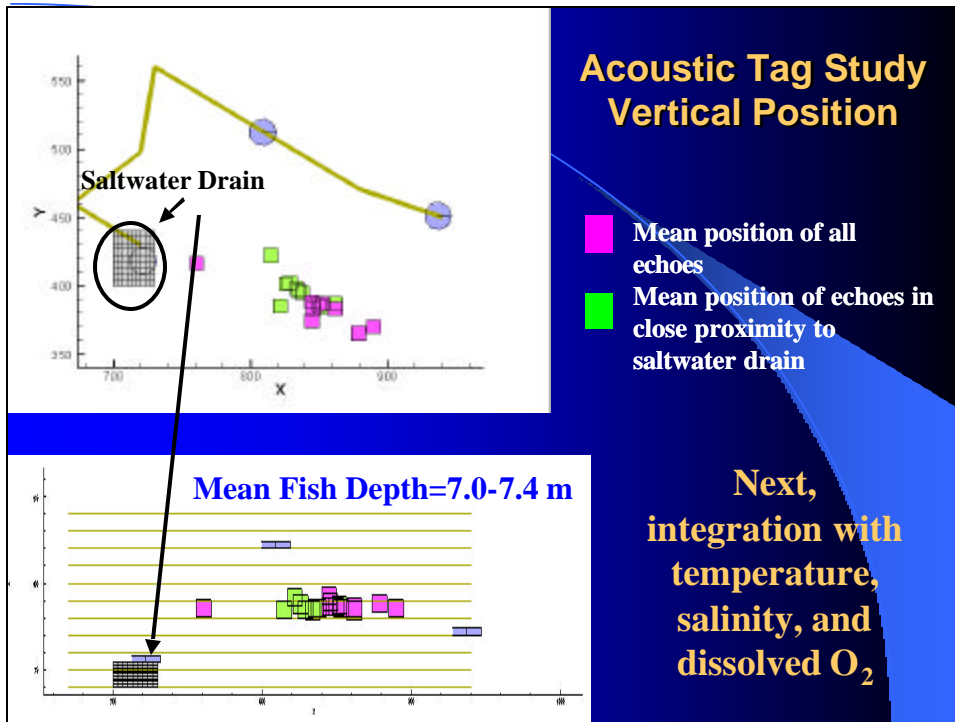 Acoustic Tag Study
Vertical Position
550
500
450
400
350
Y
Saltwater Drain
700
800
900
X
Mean position of all
echoes
Mean position of echoes in
close proximity to
saltwater drain
Mean Fish Depth=7.0-7.4 m
Next,
integration with
temperature,
salinity, and
dissolved O₂